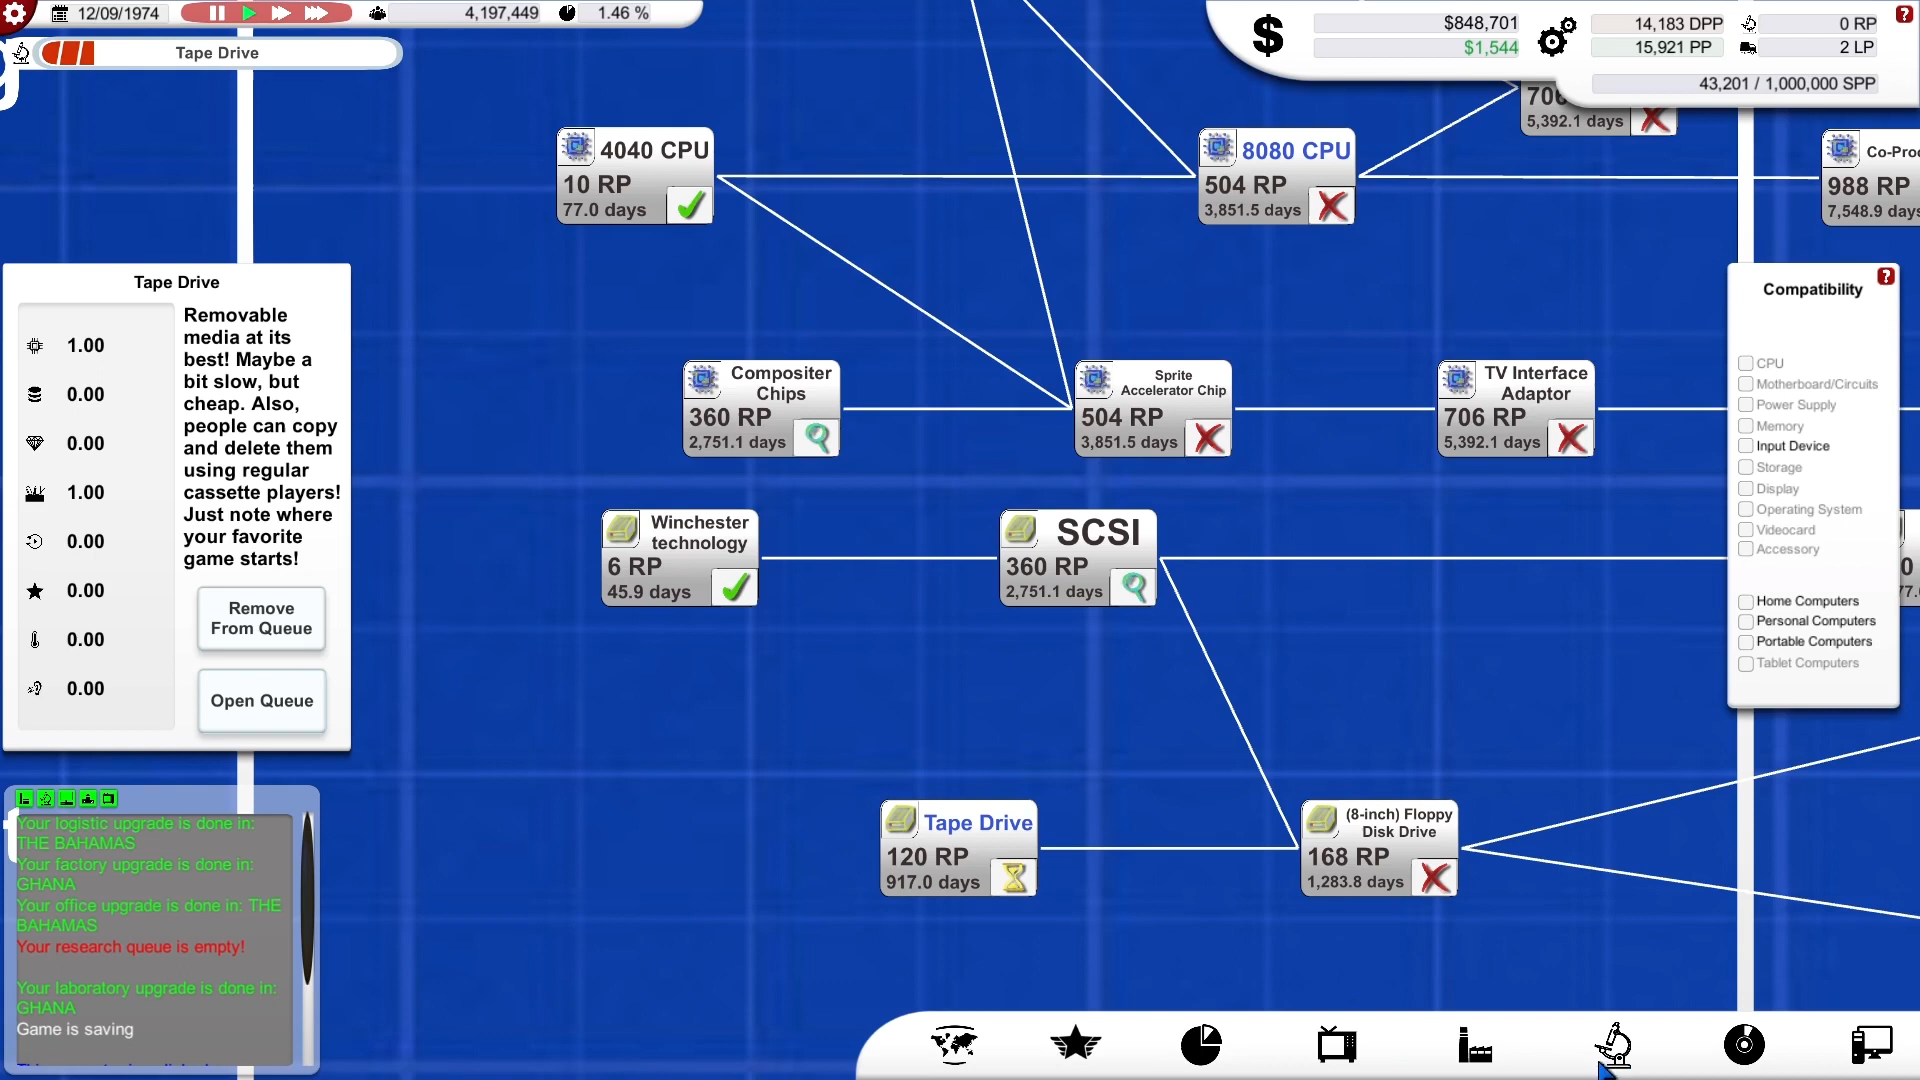 12/09/1974
4,197,449
1.46 %
$848,701
$1,544
14,183 DPP
15,921 PP
0 RP
2 LP
43,201 / 1,000,000 SPP
?
Tape Drive
706
5,392.1 days
4040 CPU
10 RP
77.0 days
8080 CPU
504 RP
3,851.5 days
988 RP
7,548.9 days
Tape Drive
1.00
0.00
0.00
1.00
0.00
0.00
0.00
0.00
Removable
media at its
best! Maybe a
bit slow, but
cheap. Also,
people can copy
and delete them
using regular
cassette players!
Just note where
your favorite
game starts!
Remove
From Queue
Open Queue
Compositer
Chips
360 RP
2,751.1 days
Sprite
Accelerator Chip
504 RP
3,851.5 days
TV Interface
Adaptor
706 RP
5,392.1 days
Winchester
technology
6 RP
45.9 days
SCSI
360 RP
2,751.1 days
Tape Drive
120 RP
917.0 days
(8-inch) Floppy
Disk Drive
168 RP
1,283.8 days
?
Compatibility
CPU
Motherboard/Circuits
Power Supply
Memory
Input Device
Storage
Display
Operating System
Videocard
Accessory
Home Computers
Personal Computers
Portable Computers
Tablet Computers
Your logistic upgrade is done in:
THE BAHAMAS
Your factory upgrade is done in:
GHANA
Your office upgrade is done in: THE
BAHAMAS
Your research queue is empty!
Your laboratory upgrade is done in:
GHANA
Game is saving